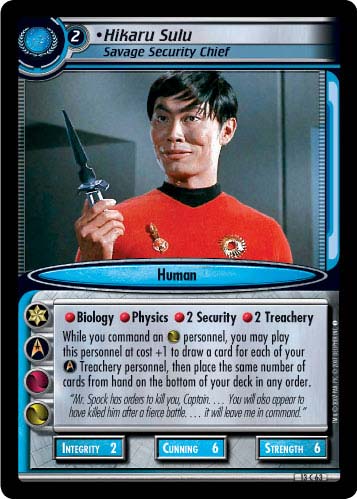 2
•Hikaru Sulu
Savage Security Chief
Human
• Biology • Physics • 2 Security • 2 Treachery
While you command an personnel, you may play
this personnel at cost +1 to draw a card for each of your
Treachery personnel, then place the same number of
cards from hand on the bottom of your deck in any order.
"Mr. Spock has orders to kill you, Captain. . . . You will also appear to
have killed him after a fierce battle. . . . it will leave me in command."
INTEGRITY 2
CUNNING 6
STRENGTH 6
13 C 63